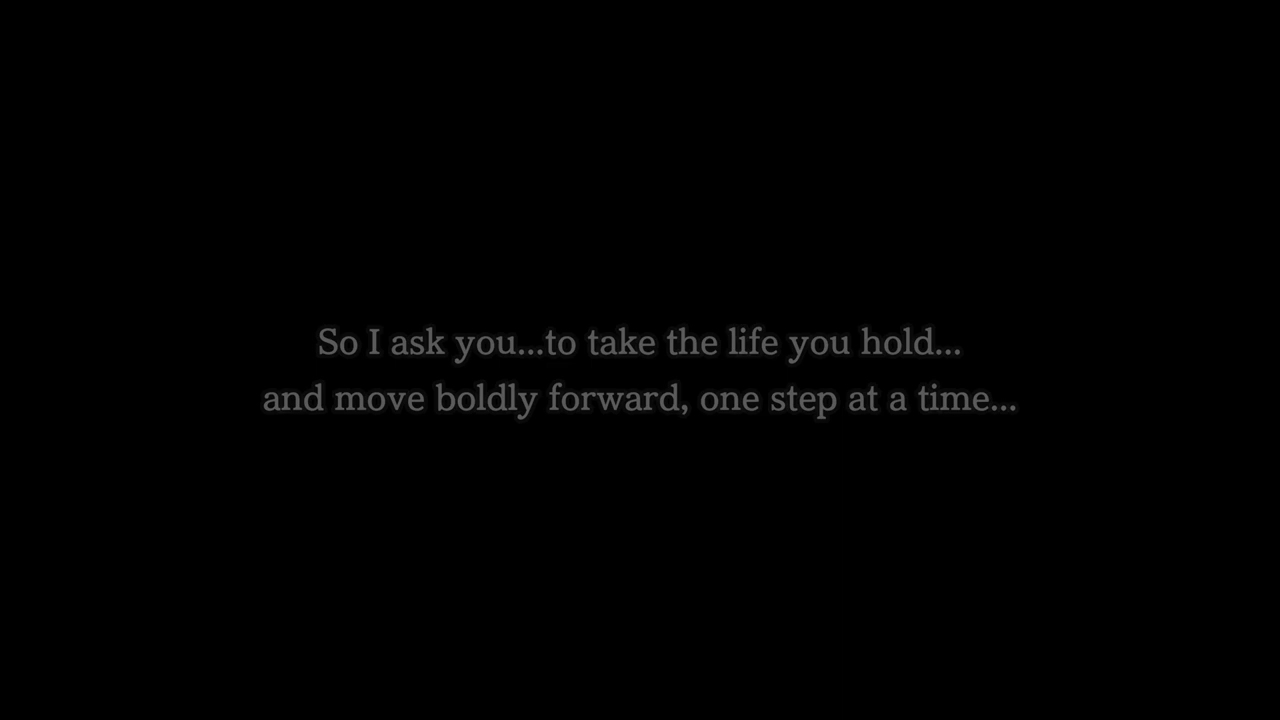 So I ask you...to take the life you hold...
and move boldly forward, one step at a time...